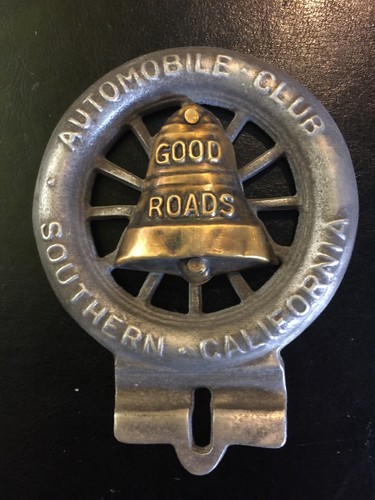 AUTOMOBILE CLUB
GOOD
ROADS
SOUTHERN CALIFORNIA